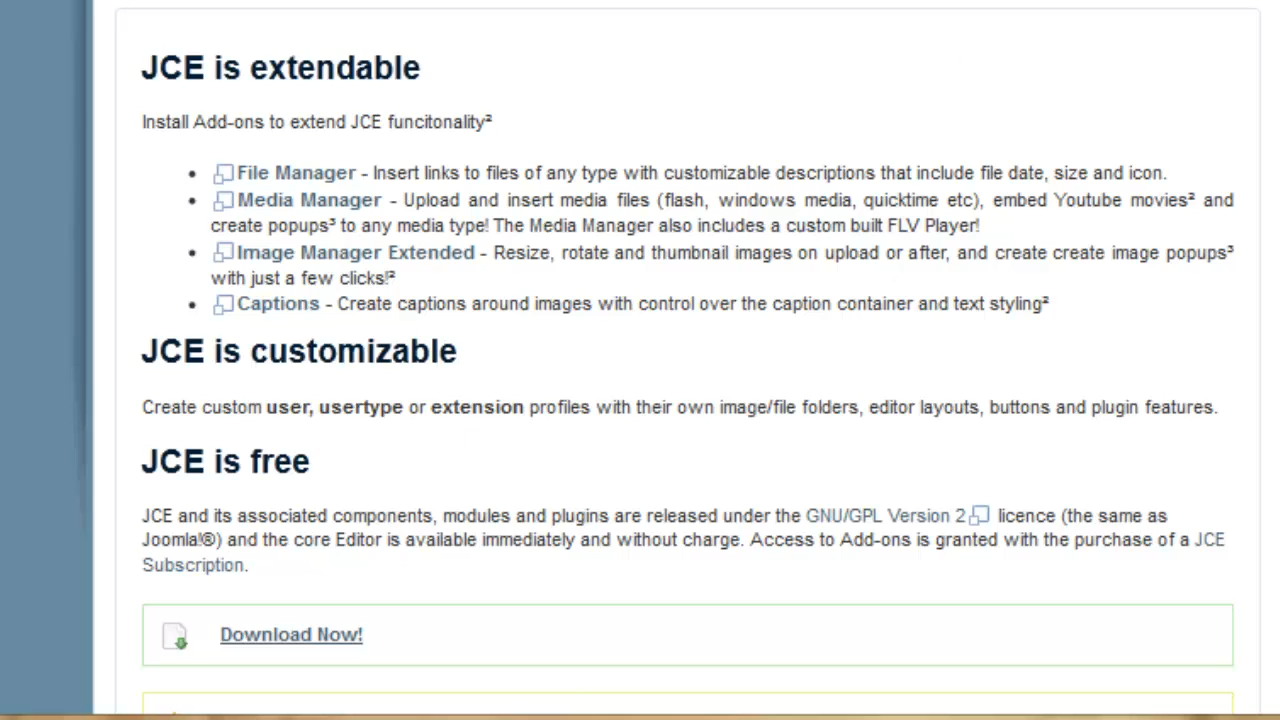 JCE is extendable
Install Add-ons to extend JCE funcitonality²
• File Manager - Insert links to files of any type with customizable descriptions that include file date, size and icon.
• Media Manager - Upload and insert media files (flash, windows media, quicktime etc), embed Youtube movies² and
create popups³ to any media type! The Media Manager also includes a custom built FLV Player!
• Image Manager Extended - Resize, rotate and thumbnail images on upload or after, and create create image popups³
with just a few clicks!²
• Captions - Create captions around images with control over the caption container and text styling²
JCE is customizable
Create custom user, usertype or extension profiles with their own image/file folders, editor layouts, buttons and plugin features.
JCE is free
JCE and its associated components, modules and plugins are released under the GNU/GPL Version 2 licence (the same as
Joomla!®) and the core Editor is available immediately and without charge. Access to Add-ons is granted with the purchase of a JCE
Subscription.
Download Now!